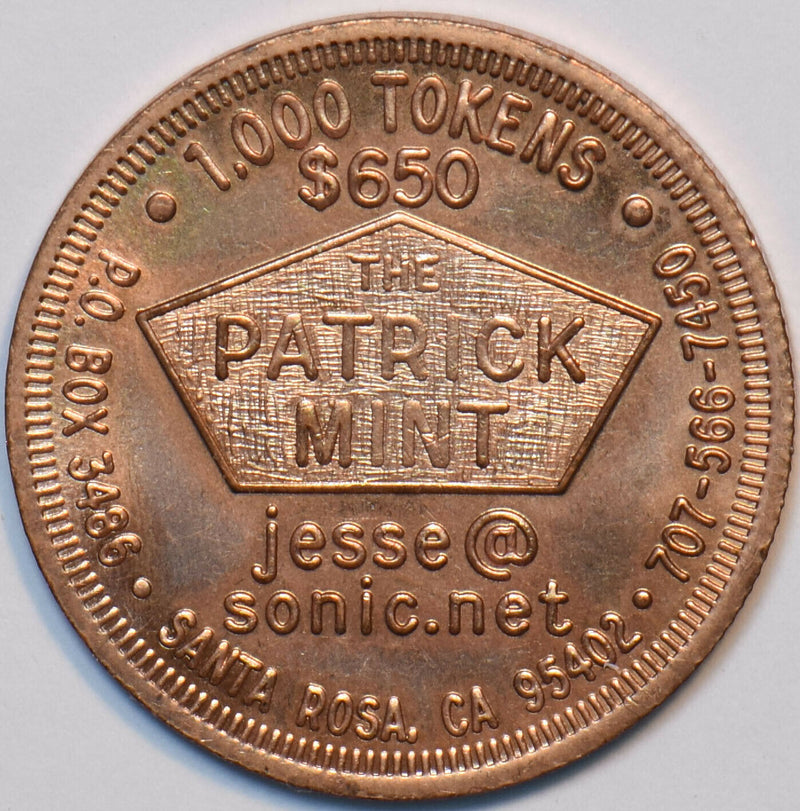 1,000 TOKENS
$650
THE
PATRICK
MINT
jesse@
sonic.net
P.O. BOX 3486
SANTA ROSA, CA 95402
707-566-7450